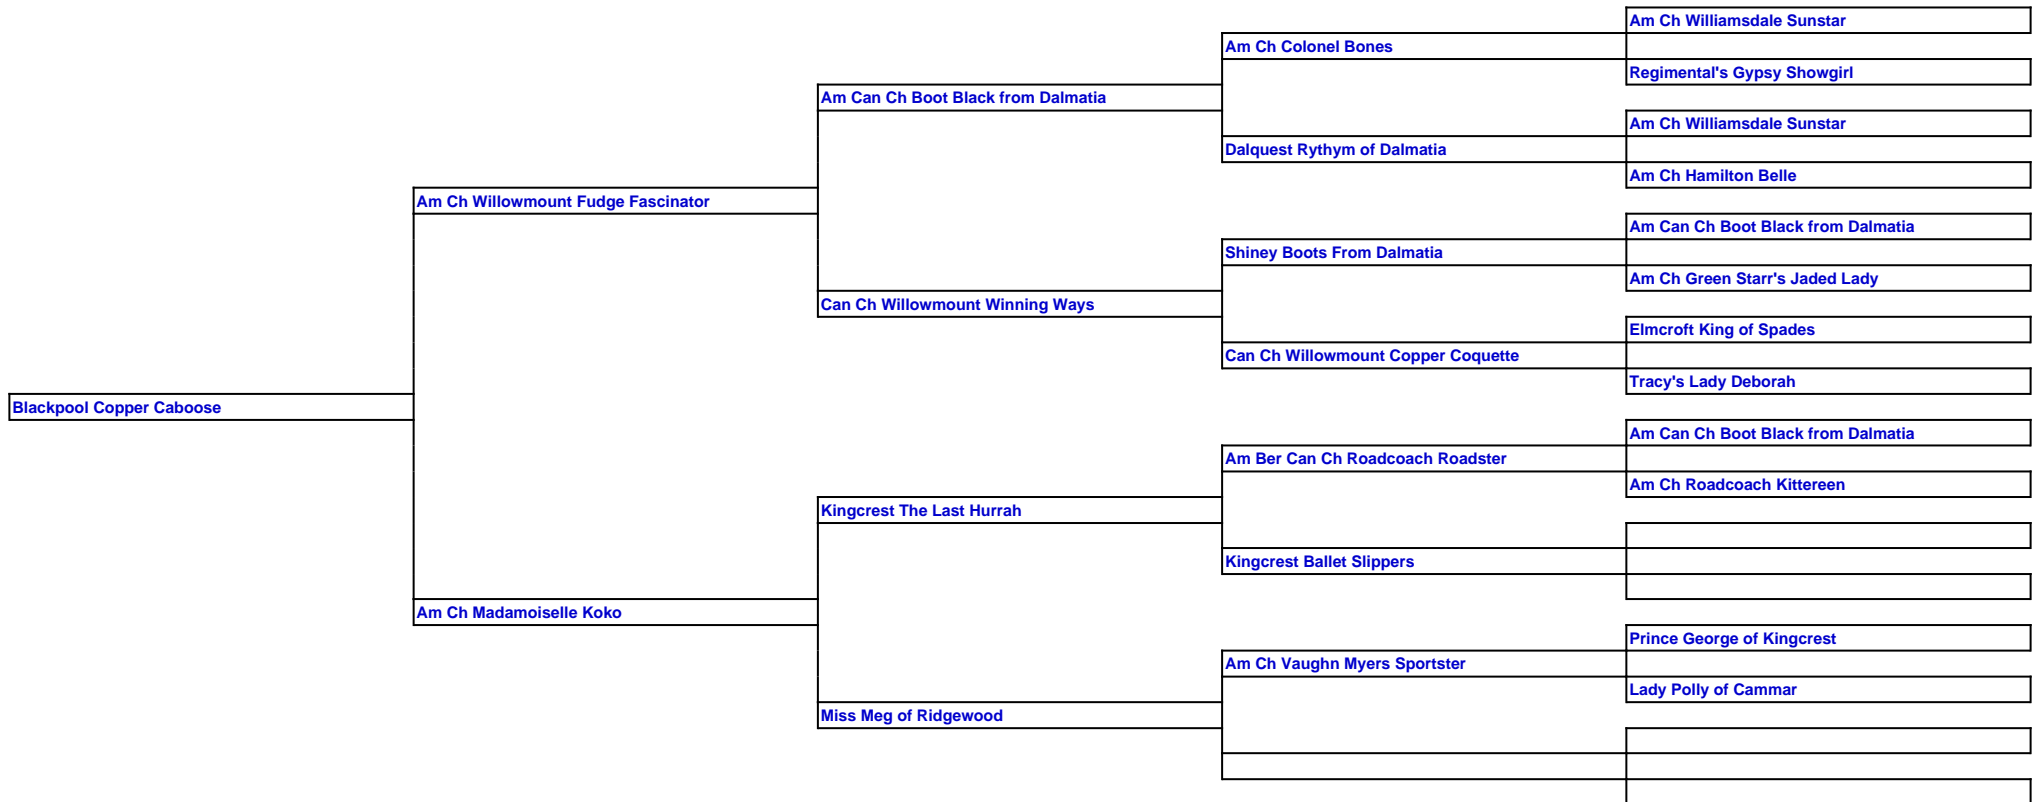 Am Ch Williamsdale Sunstar
Am Ch Colonel Bones
Regimental's Gypsy Showgirl
Am Can Ch Boot Black from Dalmatia
Am Ch Williamsdale Sunstar
Dalquest Rythym of Dalmatia
Am Ch Hamilton Belle
Am Ch Willowmount Fudge Fascinator
Am Can Ch Boot Black from Dalmatia
Shiney Boots From Dalmatia
Am Ch Green Starr's Jaded Lady
Can Ch Willowmount Winning Ways
Elmcroft King of Spades
Can Ch Willowmount Copper Coquette
Tracy's Lady Deborah
Blackpool Copper Caboose
Am Can Ch Boot Black from Dalmatia
Am Ber Can Ch Roadcoach Roadster
Am Ch Roadcoach Kittereen
Kingcrest The Last Hurrah
Kingcrest Ballet Slippers
Am Ch Madamoiselle Koko
Prince George of Kingcrest
Am Ch Vaughn Myers Sportster
Lady Polly of Cammar
Miss Meg of Ridgewood